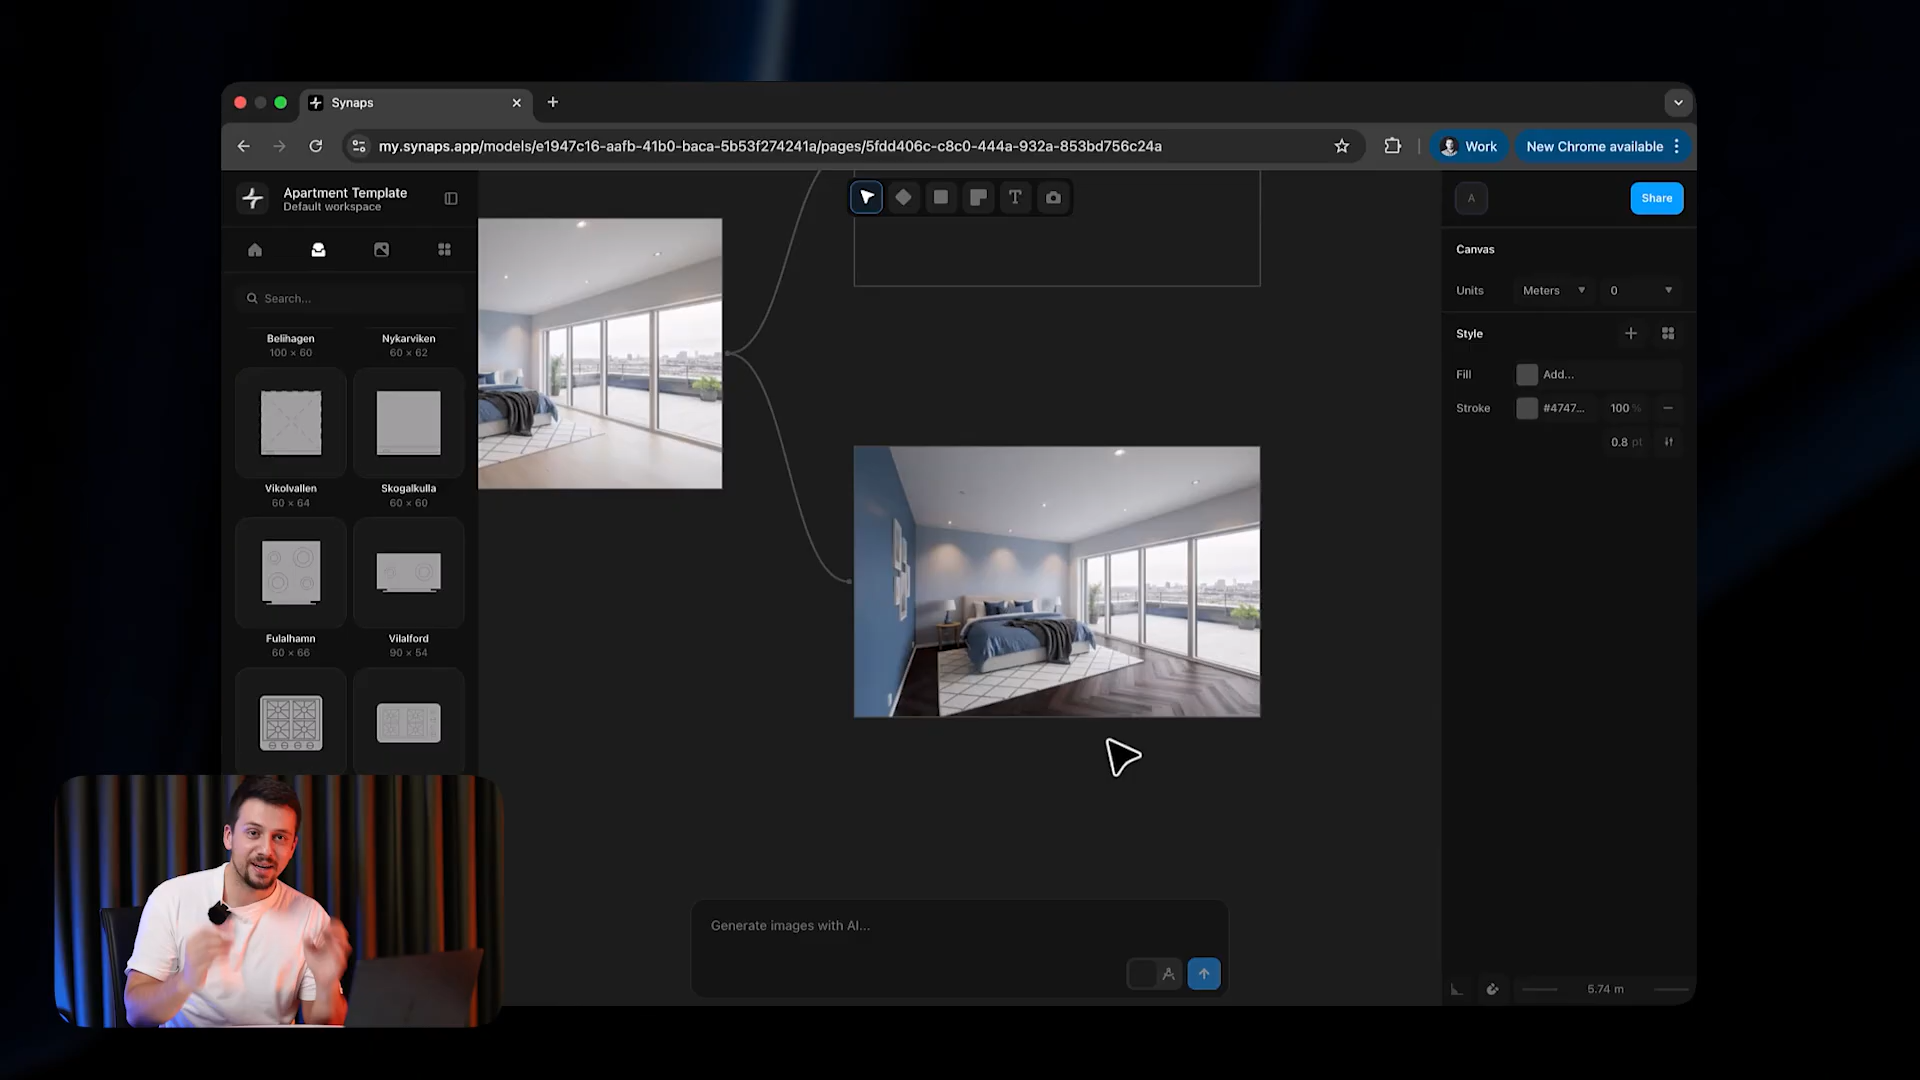 Synaps
my.synaps.app/models/e1947c16-aafb-41b0-baca-5b53f274241a/pages/5fdd406c-c8c0-444a-932a-853bd756c24a
Work
New Chrome available
Apartment Template
Default workspace
A
Share
Search...
Canvas
Units
Meters
0
Style
Fill
Add...
Stroke
#4747...
100 %
0.8 pt
Belihagen
100 × 60
Nykarviken
60 × 62
Vikolvallen
60 × 64
Skogalkulla
60 × 60
Fulalhamn
60 × 66
Vilalford
90 × 54
Generate images with AI...
5.74 m